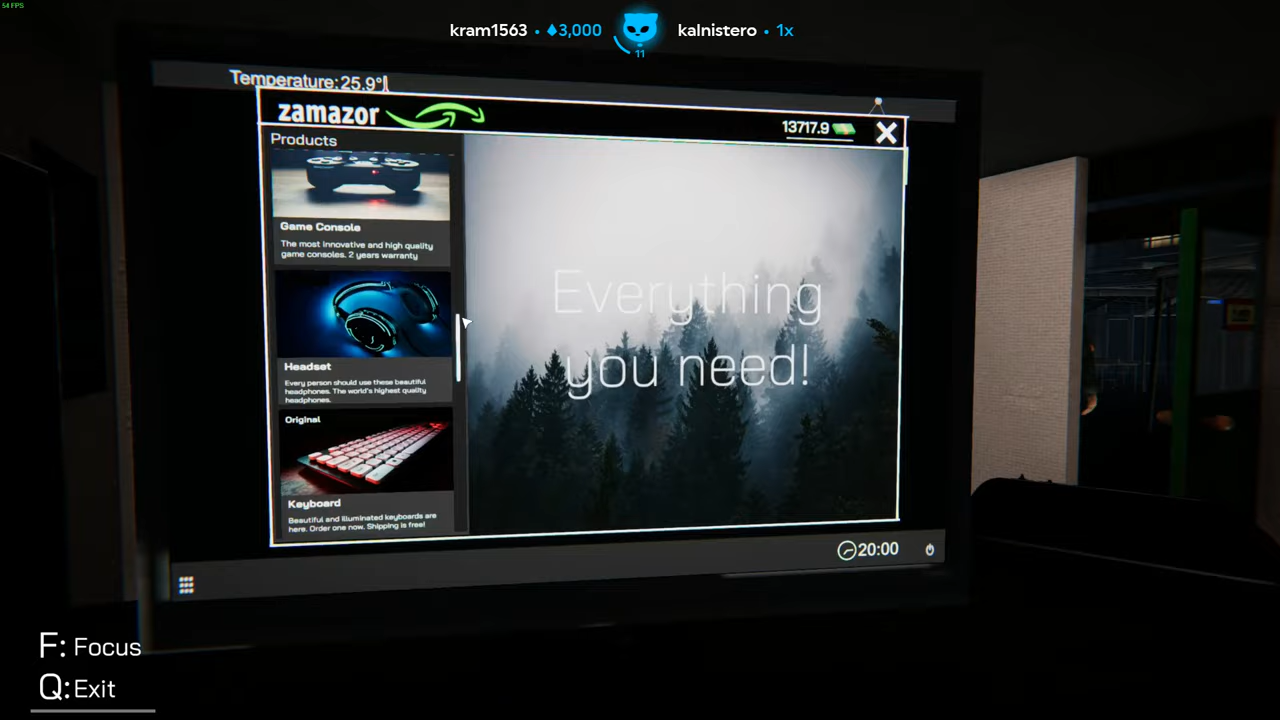 54 FPS
kram1563 • 3,000
11
kalnistero • 1x
Temperature:25.9°
zamazor
13717.9
Products
Game Console
The most innovative and high quality
game consoles. 2 years warranty
Headset
Every person should use these beautiful
headphones. The world's highest quality
headphones.
Original
Keyboard
Beautiful and illuminated keyboards are
here. Order one now. Shipping is free!
Everything
you need!
20:00
F: Focus
Q: Exit